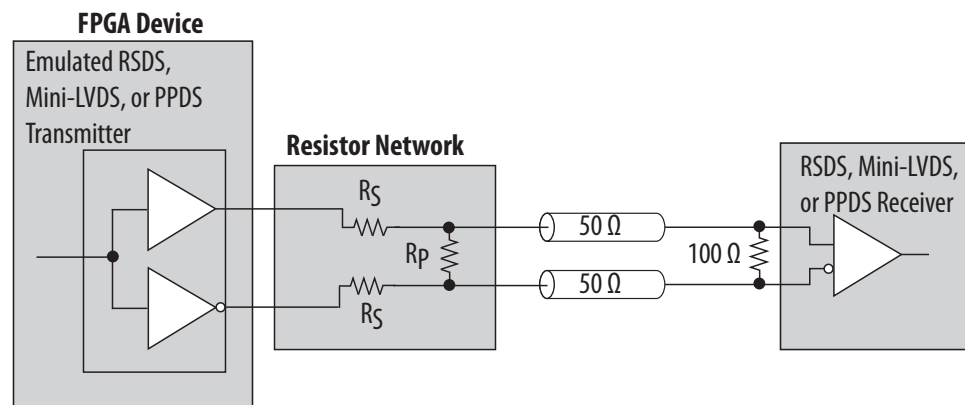 FPGA Device
Emulated RSDS,
Mini-LVDS, or PPDS
Transmitter
Resistor Network
RS
RP
RS
50 Ω
50 Ω
100 Ω
RSDS, Mini-LVDS,
or PPDS Receiver